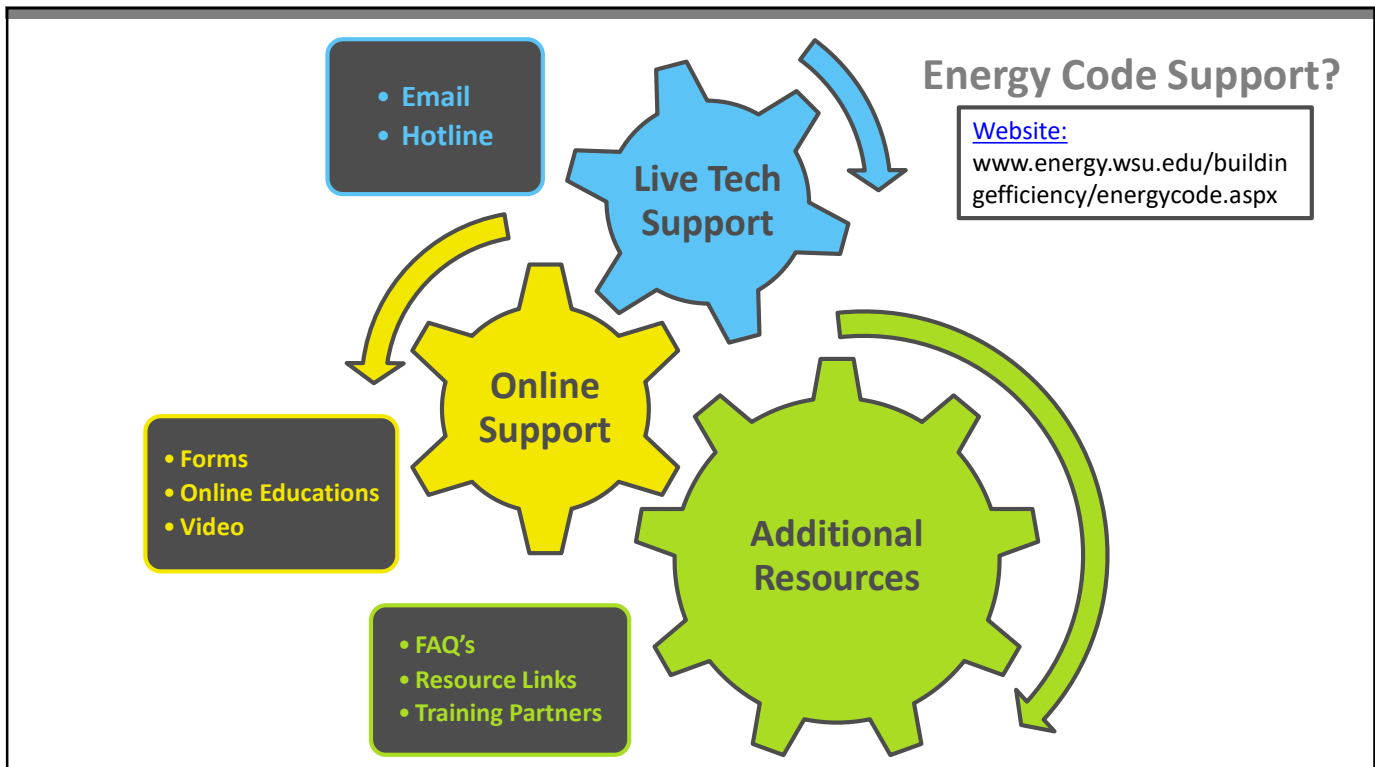 Energy Code Support?
Website:
www.energy.wsu.edu/buildin
gefficiency/energycode.aspx
• Email
• Hotline
Live Tech
Support
Online
Support
• Forms
• Online Educations
• Video
Additional
Resources
• FAQ's
• Resource Links
• Training Partners